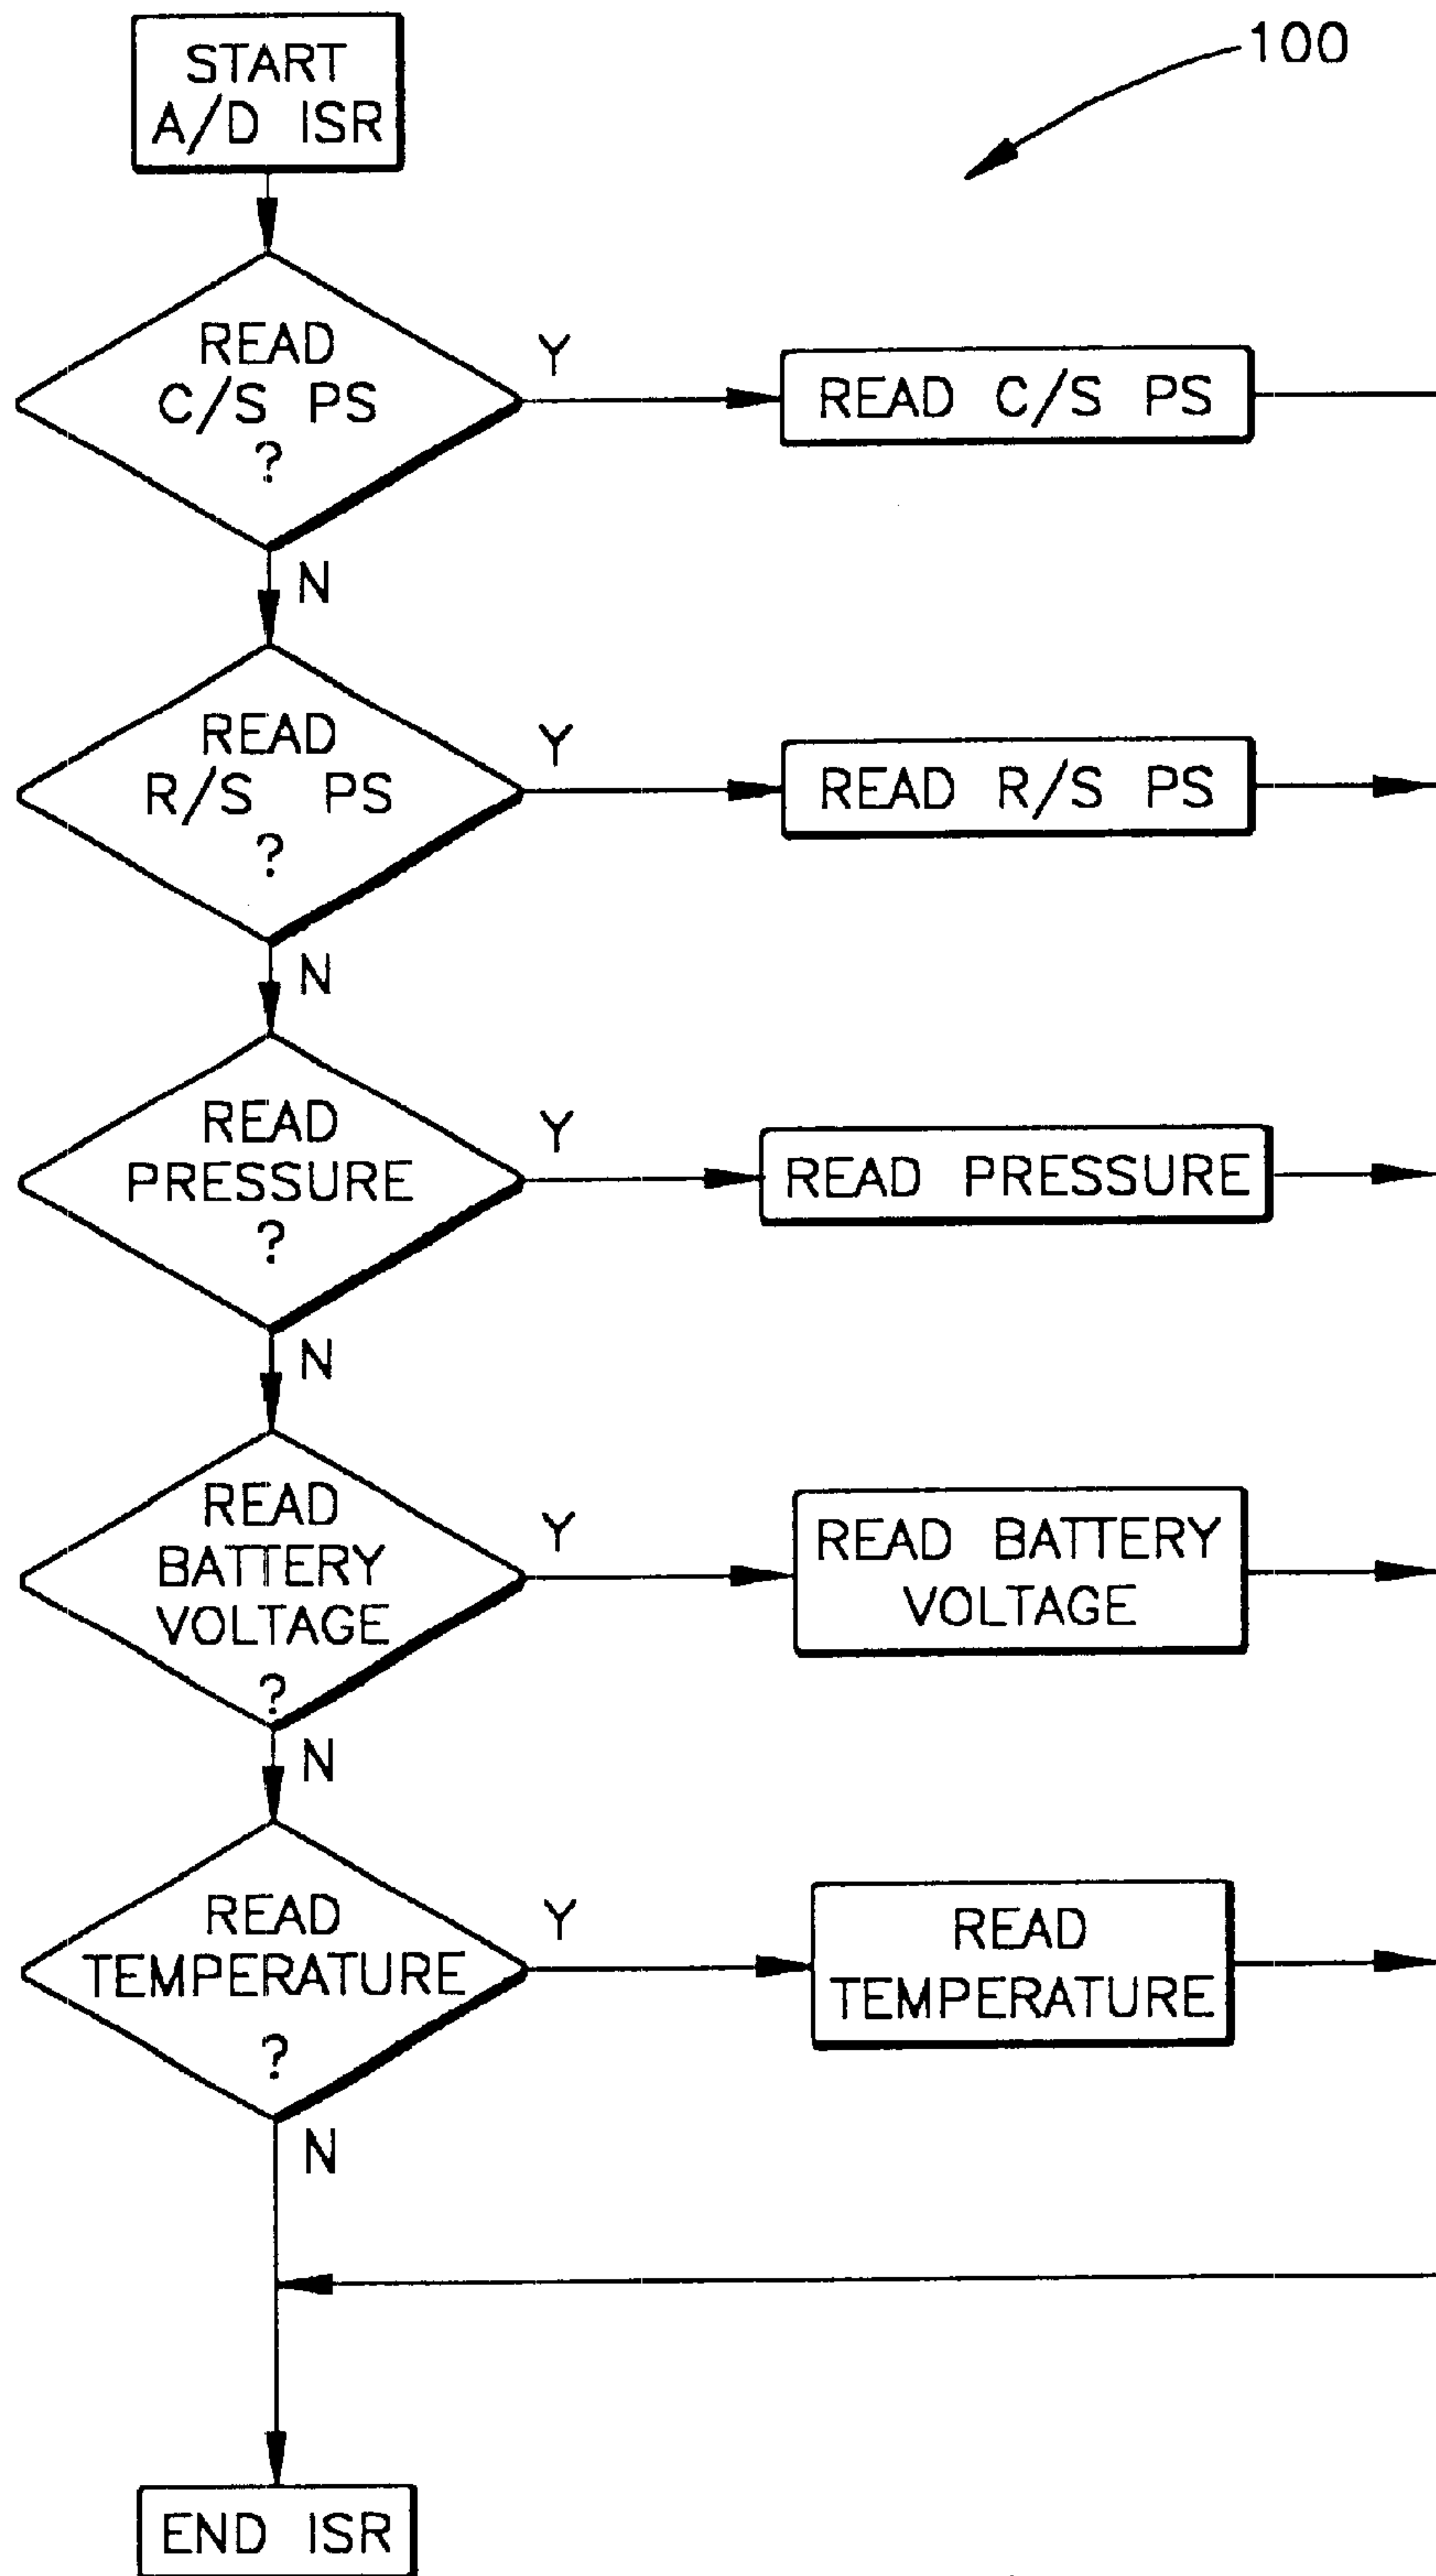 START
A/D ISR
100
READ
C/S PS
?
Y
READ C/S PS
N
READ
R/S PS
?
Y
READ R/S PS
N
READ
PRESSURE
?
Y
READ PRESSURE
N
READ
BATTERY
VOLTAGE
?
Y
READ BATTERY
VOLTAGE
N
READ
TEMPERATURE
?
Y
READ
TEMPERATURE
N
END ISR